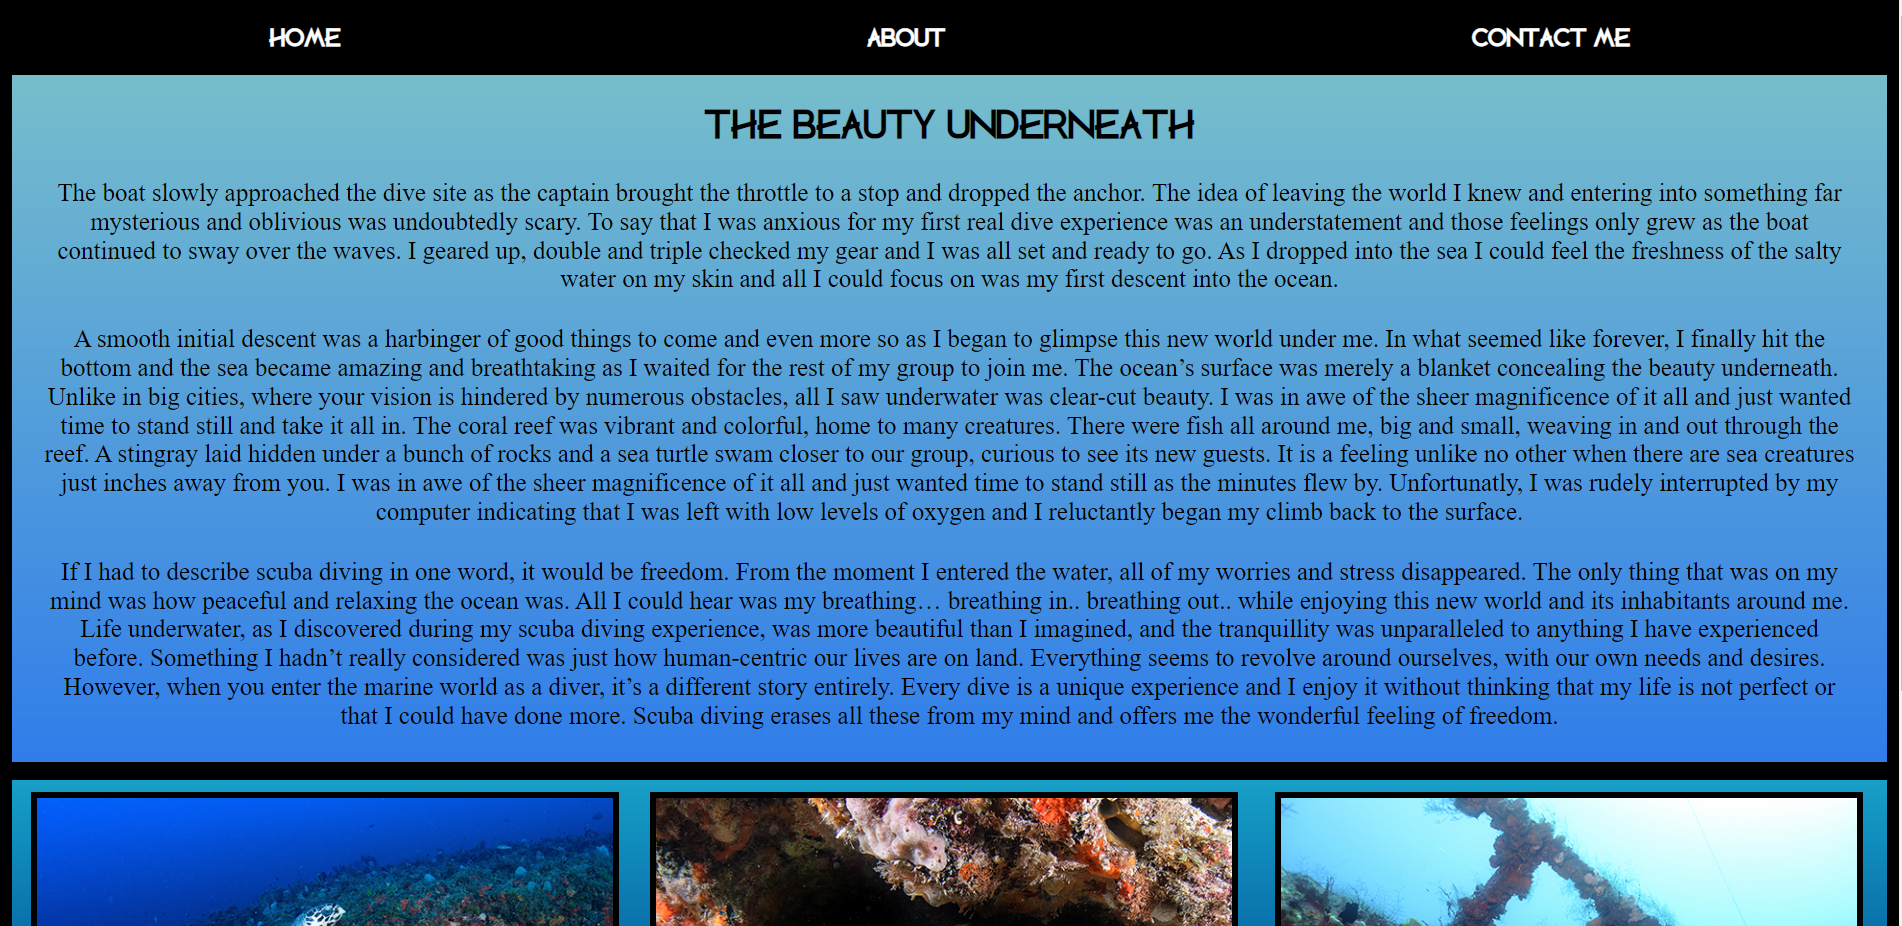 HOME
ABOUT
CONTACT ME
THE BEAUTY UNDERNEATH
The boat slowly approached the dive site as the captain brought the throttle to a stop and dropped the anchor. The idea of leaving the world I knew and entering into something far
mysterious and oblivious was undoubtedly scary. To say that I was anxious for my first real dive experience was an understatement and those feelings only grew as the boat
continued to sway over the waves. I geared up, double and triple checked my gear and I was all set and ready to go. As I dropped into the sea I could feel the freshness of the salty
water on my skin and all I could focus on was my first descent into the ocean.
A smooth initial descent was a harbinger of good things to come and even more so as I began to glimpse this new world under me. In what seemed like forever, I finally hit the
bottom and the sea became amazing and breathtaking as I waited for the rest of my group to join me. The ocean’s surface was merely a blanket concealing the beauty underneath.
Unlike in big cities, where your vision is hindered by numerous obstacles, all I saw underwater was clear-cut beauty. I was in awe of the sheer magnificence of it all and just wanted
time to stand still and take it all in. The coral reef was vibrant and colorful, home to many creatures. There were fish all around me, big and small, weaving in and out through the
reef. A stingray laid hidden under a bunch of rocks and a sea turtle swam closer to our group, curious to see its new guests. It is a feeling unlike no other when there are sea creatures
just inches away from you. I was in awe of the sheer magnificence of it all and just wanted time to stand still as the minutes flew by. Unfortunatly, I was rudely interrupted by my
computer indicating that I was left with low levels of oxygen and I reluctantly began my climb back to the surface.
If I had to describe scuba diving in one word, it would be freedom. From the moment I entered the water, all of my worries and stress disappeared. The only thing that was on my
mind was how peaceful and relaxing the ocean was. All I could hear was my breathing… breathing in.. breathing out.. while enjoying this new world and its inhabitants around me.
Life underwater, as I discovered during my scuba diving experience, was more beautiful than I imagined, and the tranquillity was unparalleled to anything I have experienced
before. Something I hadn’t really considered was just how human-centric our lives are on land. Everything seems to revolve around ourselves, with our own needs and desires.
However, when you enter the marine world as a diver, it’s a different story entirely. Every dive is a unique experience and I enjoy it without thinking that my life is not perfect or
that I could have done more. Scuba diving erases all these from my mind and offers me the wonderful feeling of freedom.